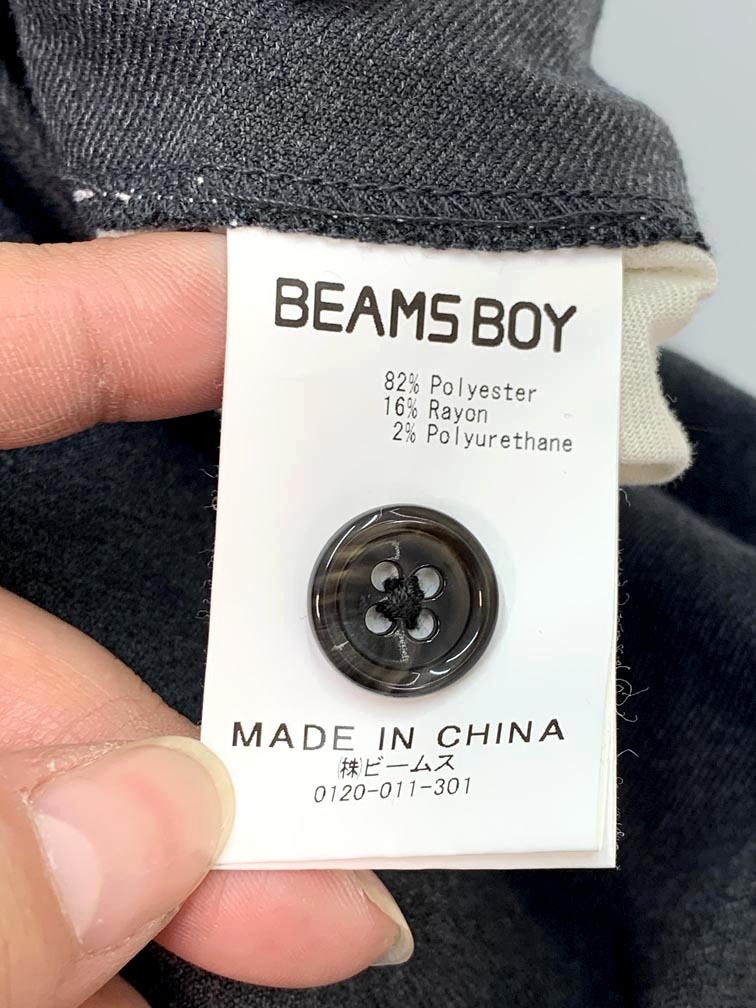 BEAMS BOY
82% Polyester
16% Rayon
2% Polyurethane
MADE IN CHINA
㈱ビームス
0120-011-301